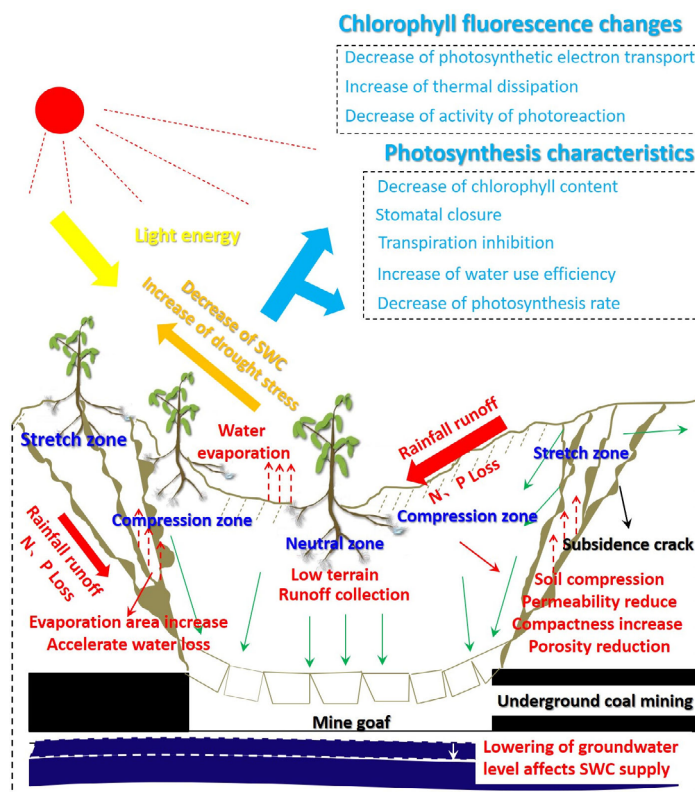 Chlorophyll fluorescence changes
Decrease of photosynthetic electron transport
Increase of thermal dissipation
Decrease of activity of photoreaction
Photosynthesis characteristics
Decrease of chlorophyll content
Stomatal closure
Transpiration inhibition
Increase of water use efficiency
Decrease of photosynthesis rate
Light energy
Decrease of SWC
Increase of drought stress
Stretch zone
Water
evaporation
Rainfall runoff
N、P Loss
Stretch zone
Compression zone
Neutral zone
Compression zone
Subsidence crack
Rainfall runoff
N、P Loss
Low terrain
Runoff collection
Evaporation area increase
Accelerate water loss
Soil compression
Permeability reduce
Compactness increase
Porosity reduction
Underground coal mining
Mine goaf
Lowering of groundwater
level affects SWC supply